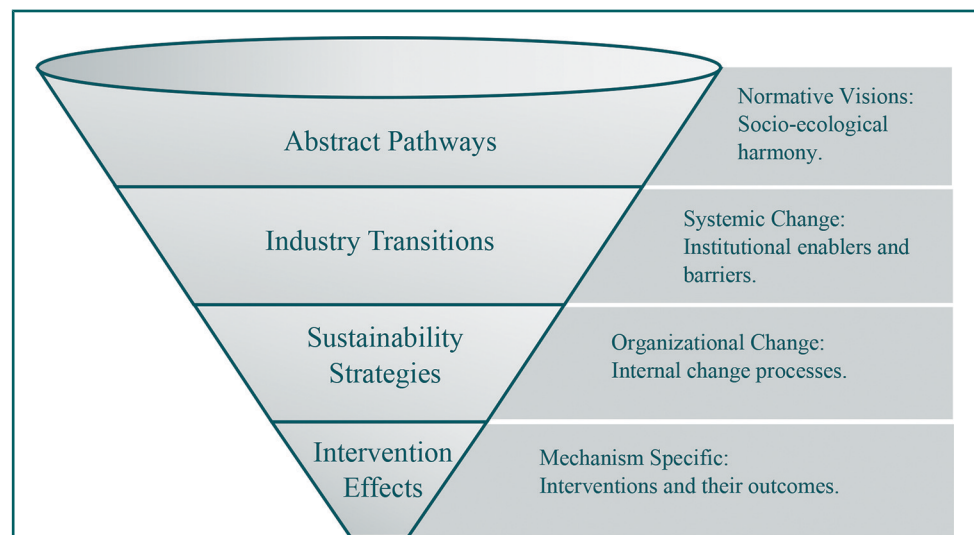 Abstract Pathways
Normative Visions:
Socio-ecological
harmony.
Industry Transitions
Systemic Change:
Institutional enablers and
barriers.
Sustainability
Strategies
Organizational Change:
Internal change processes.
Intervention
Effects
Mechanism Specific:
Interventions and their outcomes.